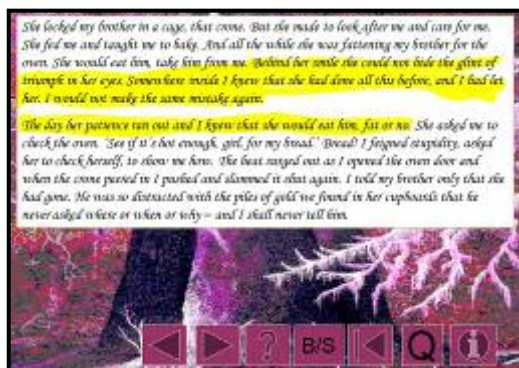 She locked my brother in a cage, that crone. But she made to look after me and care for me.
She fed me and taught me to bake. And all the while she was fattening my brother for the
oven. She would eat him, take him from me. Behind her smile she could not hide the glint of
triumph in her eyes. Somewhere inside I knew that she had done all this before, and I had let
her. I would not make the same mistake again.
The day her patience ran out and I knew that she would eat him, fat or no. She asked me to
check the oven. 'See if it's hot enough, girl, for my bread.' Bread! I feigned stupidity, asked
her to check herself, to show me how. The heat surged out as I opened the oven door and
when the crone peered in I pushed and slammed it shut again. I told my brother only that she
had gone. He was so distracted with the piles of gold we found in her cupboards that he
never asked where or when or why – and I shall never tell him.
? B/S Q i